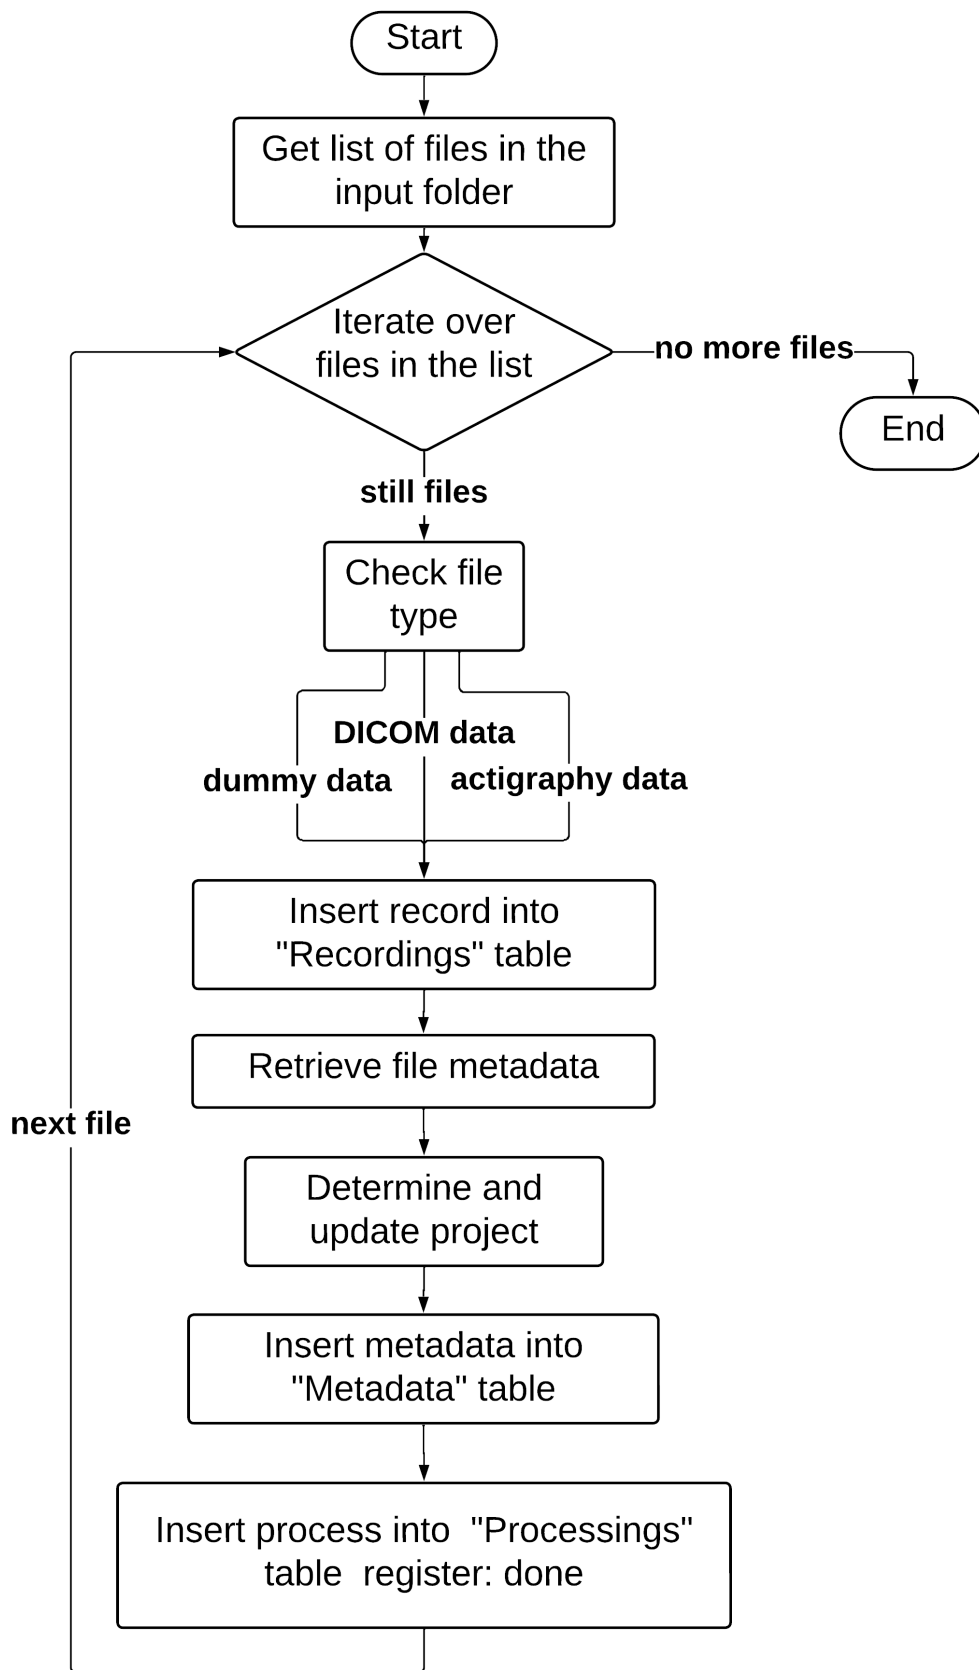 Start
Get list of files in the
input folder
Iterate over
files in the list
no more files
End
still files
Check file
type
DICOM data
dummy data
actigraphy data
Insert record into
"Recordings" table
Retrieve file metadata
next file
Determine and
update project
Insert metadata into
"Metadata" table
Insert process into  "Processings"
table  register: done